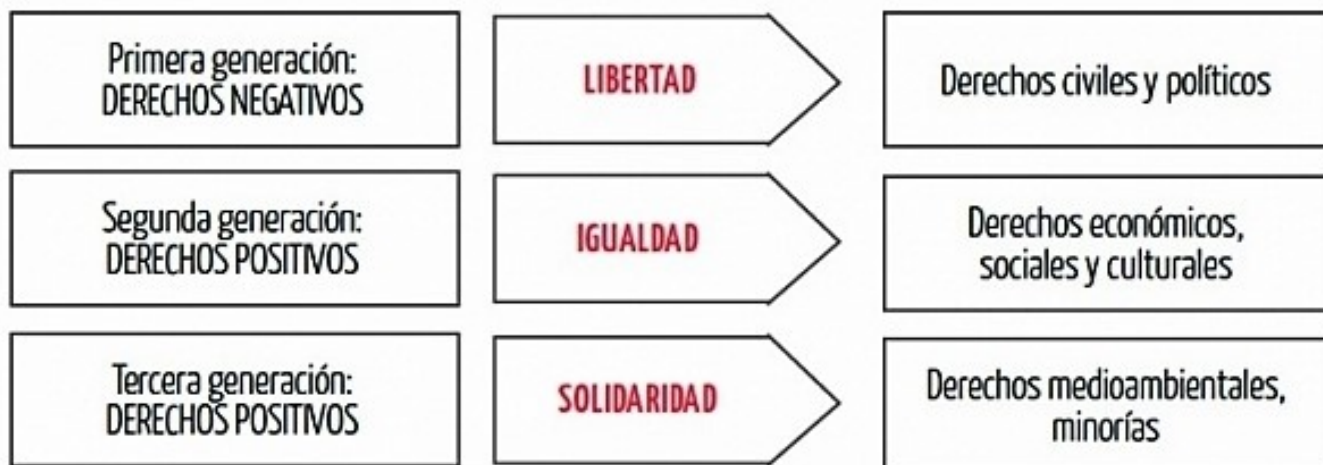 Primera generación:
DERECHOS NEGATIVOS
LIBERTAD
Derechos civiles y políticos
Segunda generación:
DERECHOS POSITIVOS
IGUALDAD
Derechos económicos,
sociales y culturales
Tercera generación:
DERECHOS POSITIVOS
SOLIDARIDAD
Derechos medioambientales,
minorías